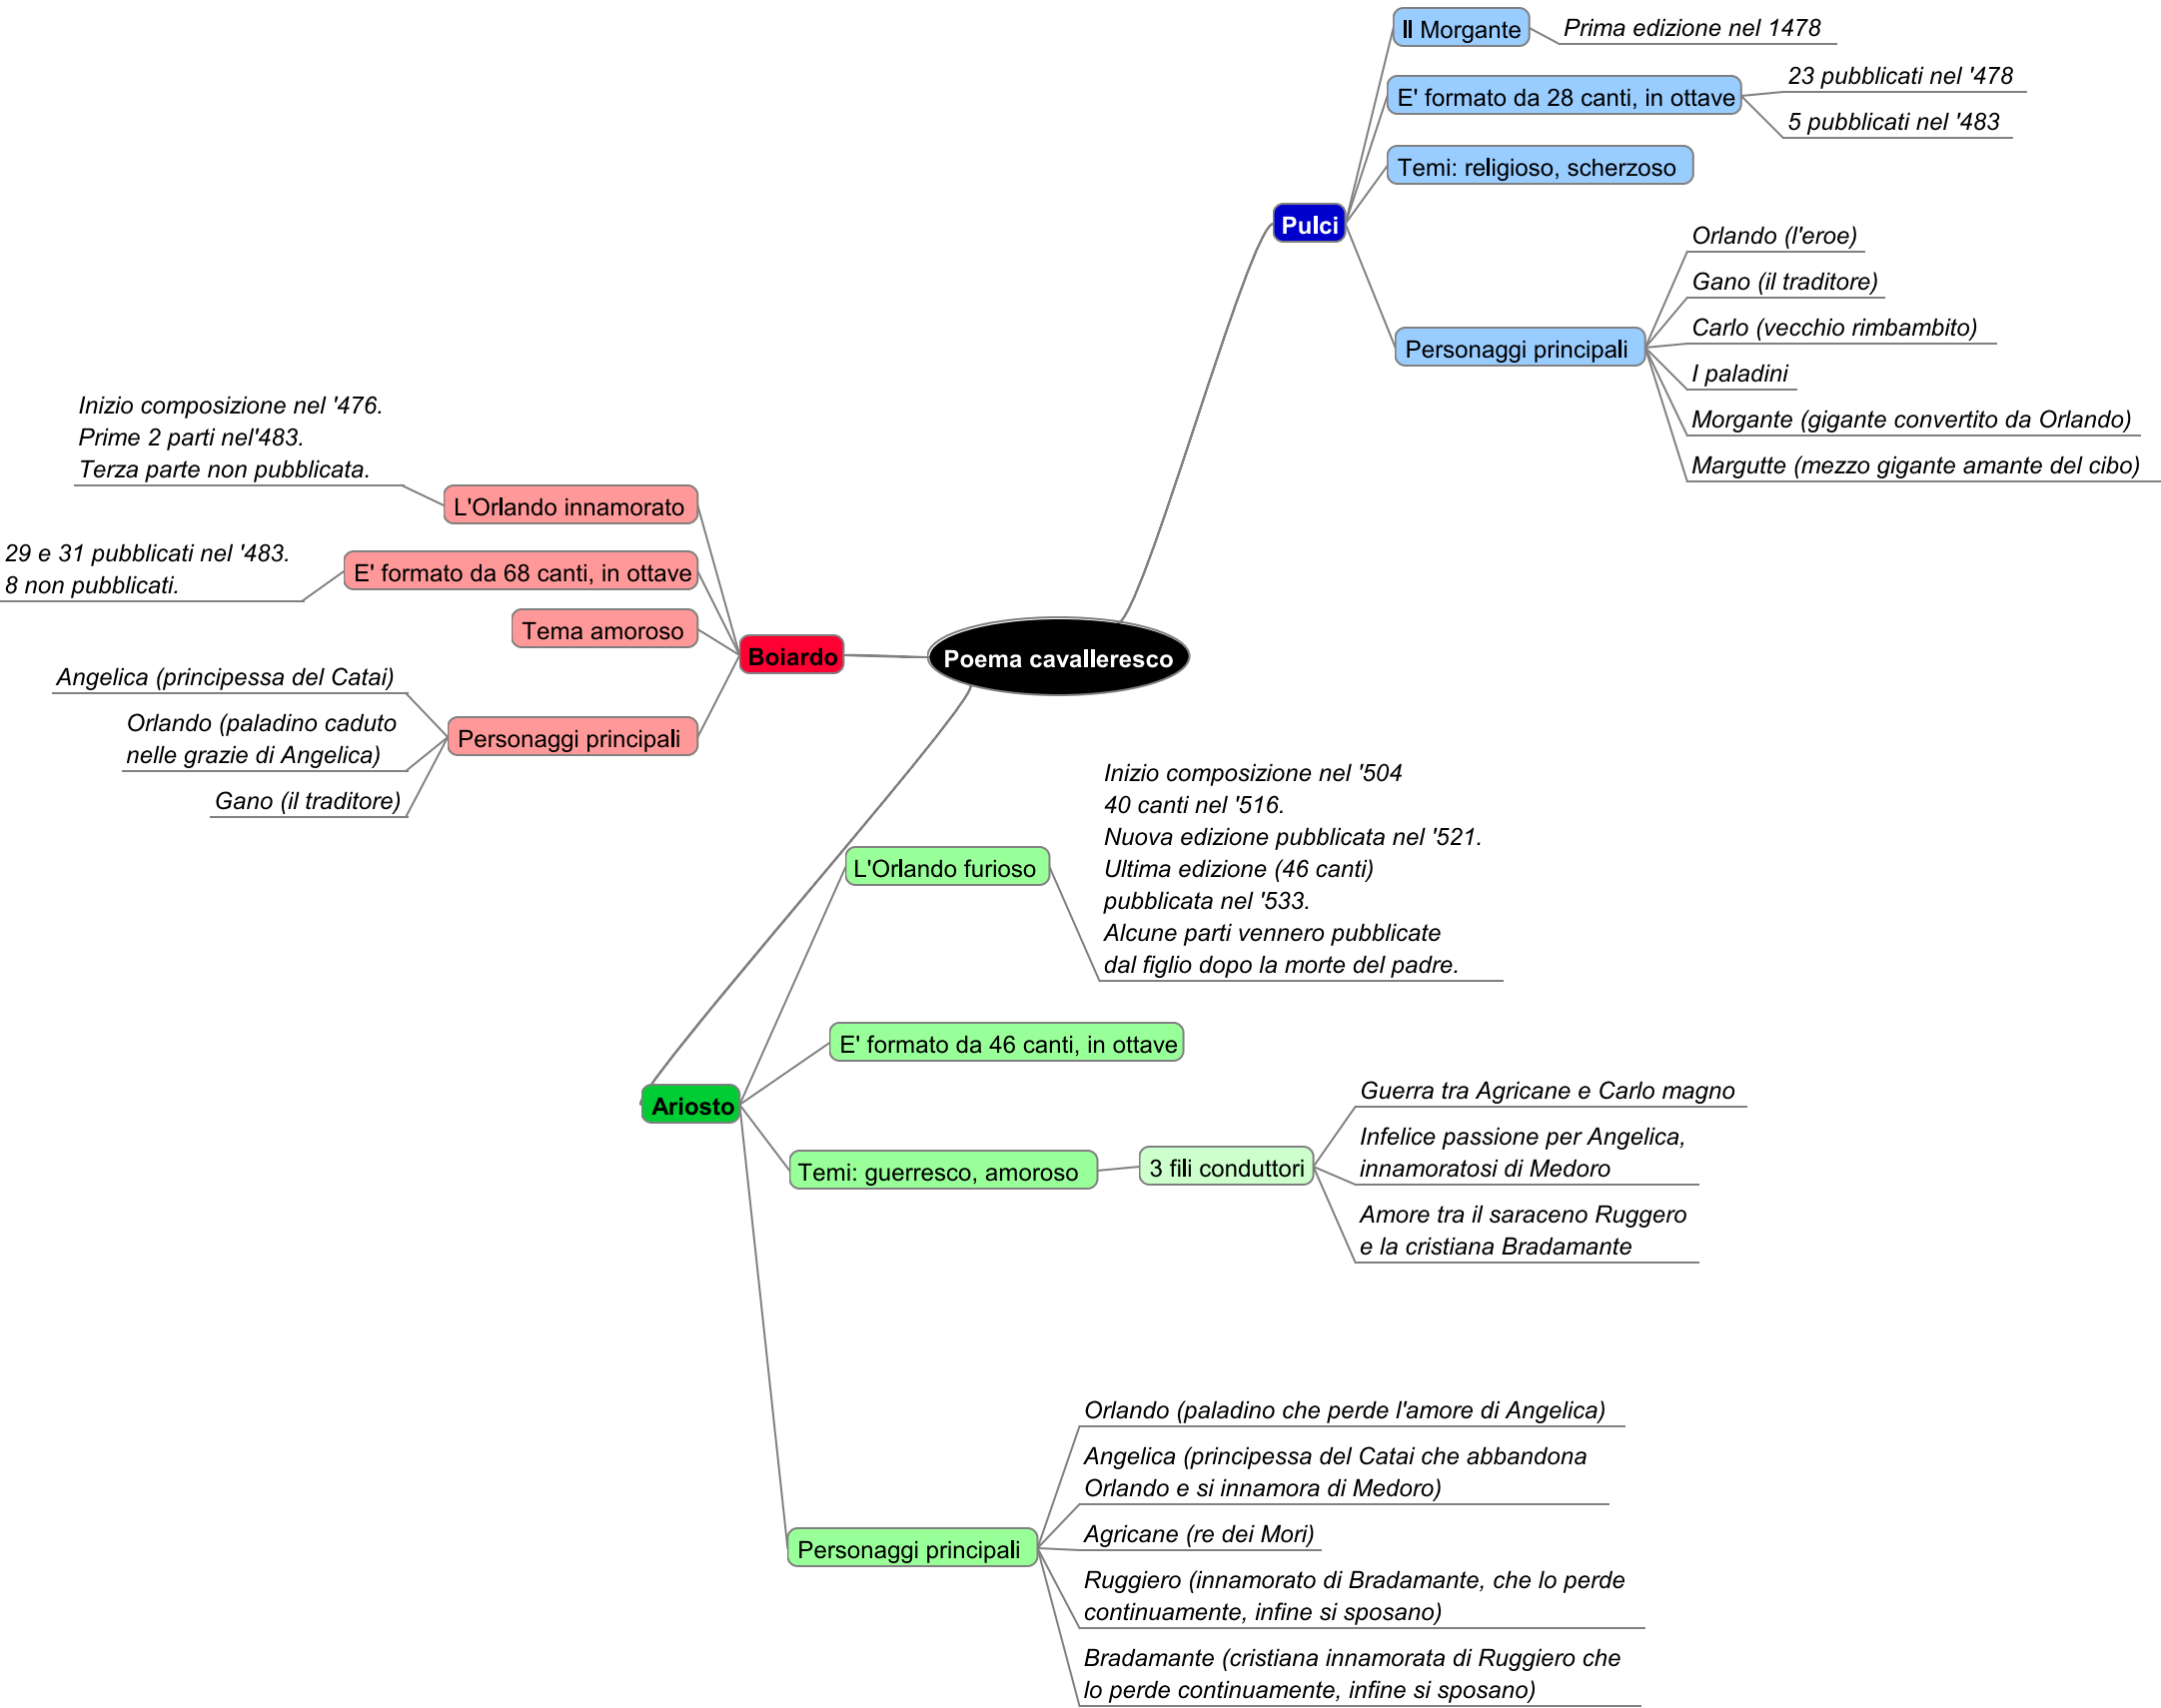 Poema cavalleresco
Pulci
Il Morgante
Prima edizione nel 1478
E' formato da 28 canti, in ottave
23 pubblicati nel '478
5 pubblicati nel '483
Temi: religioso, scherzoso
Personaggi principali
Orlando (l'eroe)
Gano (il traditore)
Carlo (vecchio rimbambito)
I paladini
Morgante (gigante convertito da Orlando)
Margutte (mezzo gigante amante del cibo)
Boiardo
L'Orlando innamorato
Inizio composizione nel '476.
Prime 2 parti nel'483.
Terza parte non pubblicata.
E' formato da 68 canti, in ottave
29 e 31 pubblicati nel '483.
8 non pubblicati.
Tema amoroso
Personaggi principali
Angelica (principessa del Catai)
Orlando (paladino caduto
nelle grazie di Angelica)
Gano (il traditore)
Ariosto
L'Orlando furioso
Inizio composizione nel '504
40 canti nel '516.
Nuova edizione pubblicata nel '521.
Ultima edizione (46 canti)
pubblicata nel '533.
Alcune parti vennero pubblicate
dal figlio dopo la morte del padre.
E' formato da 46 canti, in ottave
Temi: guerresco, amoroso
3 fili conduttori
Guerra tra Agricane e Carlo magno
Infelice passione per Angelica,
innamoratosi di Medoro
Amore tra il saraceno Ruggero
e la cristiana Bradamante
Personaggi principali
Orlando (paladino che perde l'amore di Angelica)
Angelica (principessa del Catai che abbandona
Orlando e si innamora di Medoro)
Agricane (re dei Mori)
Ruggiero (innamorato di Bradamante, che lo perde
continuamente, infine si sposano)
Bradamante (cristiana innamorata di Ruggiero che
lo perde continuamente, infine si sposano)